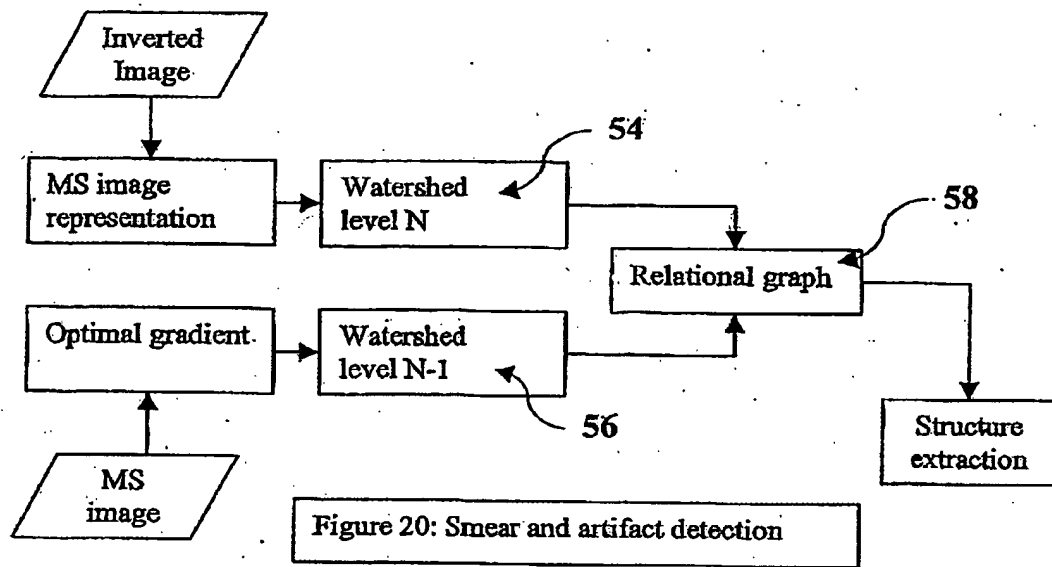 Inverted
Image
54
MS image
representation
Watershed
level N
58
Relational graph
Optimal gradient
Watershed
level N-1
56
Structure
extraction
MS
image
Figure 20: Smear and artifact detection